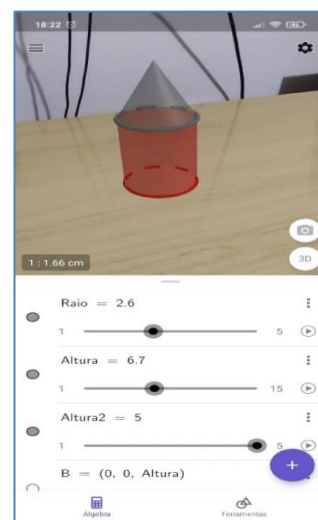 18:22
3D
1 : 1.66 cm
Raio = 2.6
1 5
Altura = 6.7
1 15
Altura2 = 5
1 5
B = (0, 0, Altura)
+
Álgebra Ferramentas